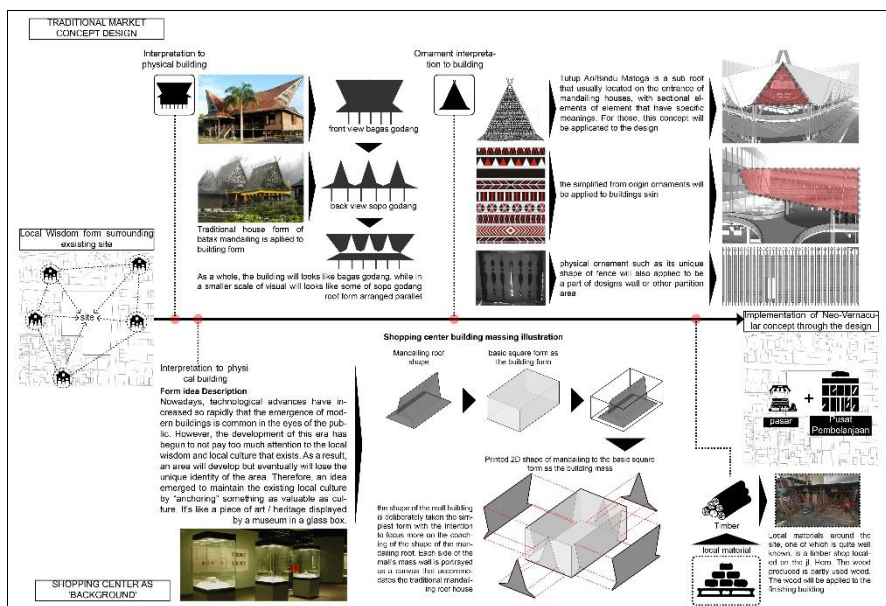 TRADITIONAL MARKET
CONCEPT DESIGN
Interpretation to
physical building
front view bagas godang
back view sopo godang
Traditional house form of
batak mandailing is aplied to
building form
As a whole, the building will looks like bagas godang. while in
a smaller scale of visual will looks like some of sopo godang
roof form arranged parallel
Ornament interpreta-
tion to building
Tutup Ari/Bindu Matoga is a sub roof
that usually located on the entrance of
mandailing houses, with sectional el-
ements of element that have specific
meanings. For those, this concept will
be applicated to the design
the simplified from origin ornaments will
be applied to buildings skin
physical ornament such as its unique
shape of fence will also applied to be
a part of designs wall or other partition
area
Local Wisdom form surrounding
exsisting site
site
Implementation of Neo-Vernacu-
lar concept through the design
pasar
+
Pusat
Pembelanjaan
Interpretation to physi
cal building
Form Idea Description
Nowadays, technological advances have in-
creased so rapidly that the emergence of mod-
ern buildings is common in the eyes of the pub-
lic. However, the development of this era has
begun to not pay too much attention to the local
wisdom and local culture that exists. As a result,
an area will develop but eventually will lose the
unique identity of the area. Therefore, an idea
emerged to maintain the existing local culture
by "anchoring" something as valuable as cul-
ture. It's like a piece of art / heritage displayed
by a museum in a glass box.
SHOPPING CENTER AS
'BACKGROUND'
Shopping center building massing illustration
Mandailling roof
shape
basic square form as
the building form
Printed 2D shape of mandailing to the basic square
form as the building mass
the shape of the mall building
is deliberately taken the sim-
plest form with the intention
to focus more on the coach-
ing of the shape of the man-
dailing roof. Each side of the
mall's mass wall is portrayed
as a canvas that accommo-
dates the traditional mandail-
ing roof house
Timber
local material
Local materials around the
site, one of which is quite well
known. is a timber shop locat-
ed on the jl. Horn. The wood
produced is partly used wood.
The wood will be applied to the
finishing building